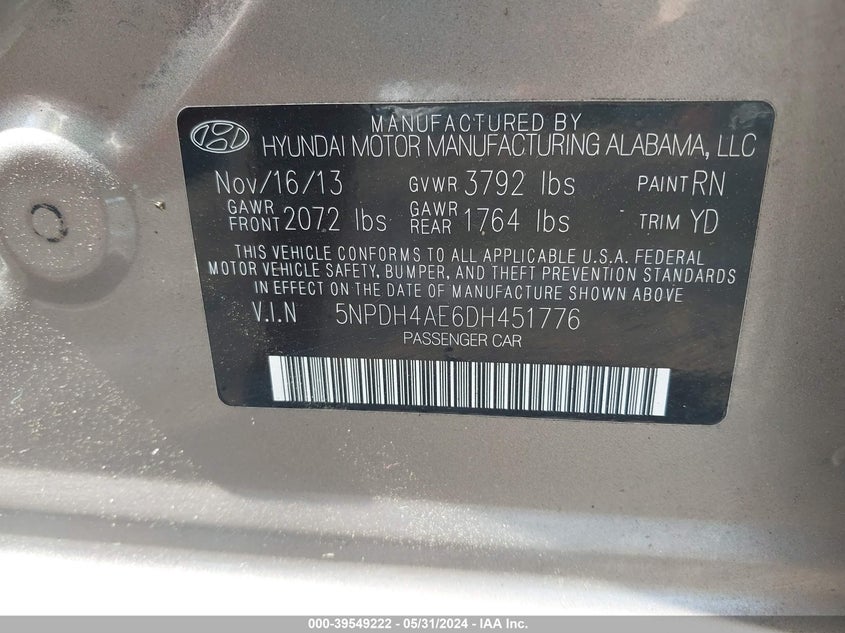 MANUFACTURED BY
HYUNDAI MOTOR MANUFACTURING ALABAMA, LLC
Nov/16/13 GVWR 3792 lbs PAINT RN
GAWR FRONT 2072 lbs GAWR REAR 1764 lbs TRIM YD
THIS VEHICLE CONFORMS TO ALL APPLICABLE U.S.A. FEDERAL
MOTOR VEHICLE SAFETY, BUMPER, AND THEFT PREVENTION STANDARDS
IN EFFECT ON THE DATE OF MANUFACTURE SHOWN ABOVE
V.I.N 5NPDH4AE6DH451776
PASSENGER CAR
000-39549222 - 05/31/2024 - IAA Inc.